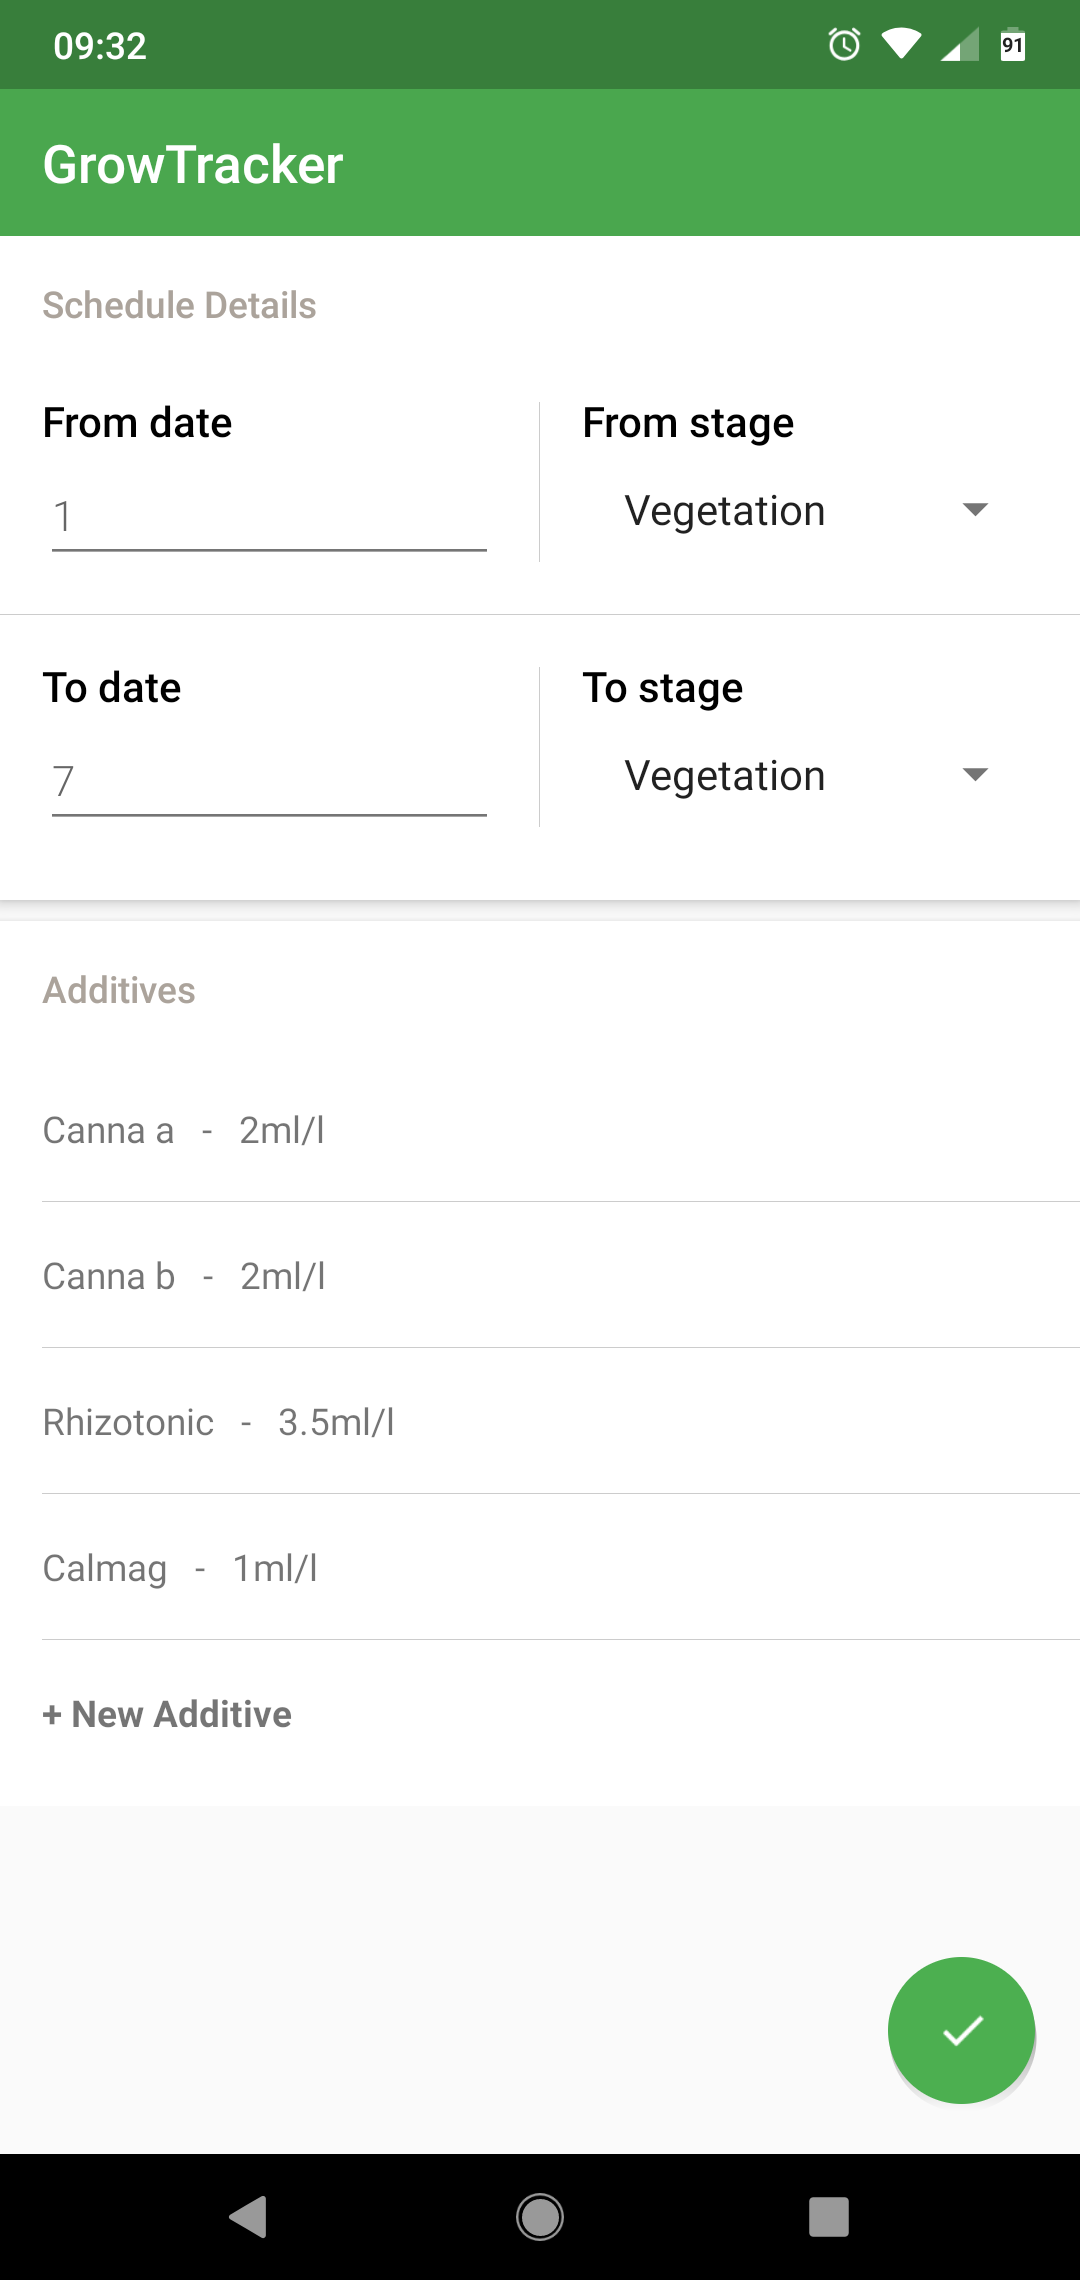 09:32
91
GrowTracker
Schedule Details
From date
From stage
1
Vegetation
To date
To stage
7
Vegetation
Additives
Canna a - 2ml/l
Canna b - 2ml/l
Rhizotonic - 3.5ml/l
Calmag - 1ml/l
+ New Additive